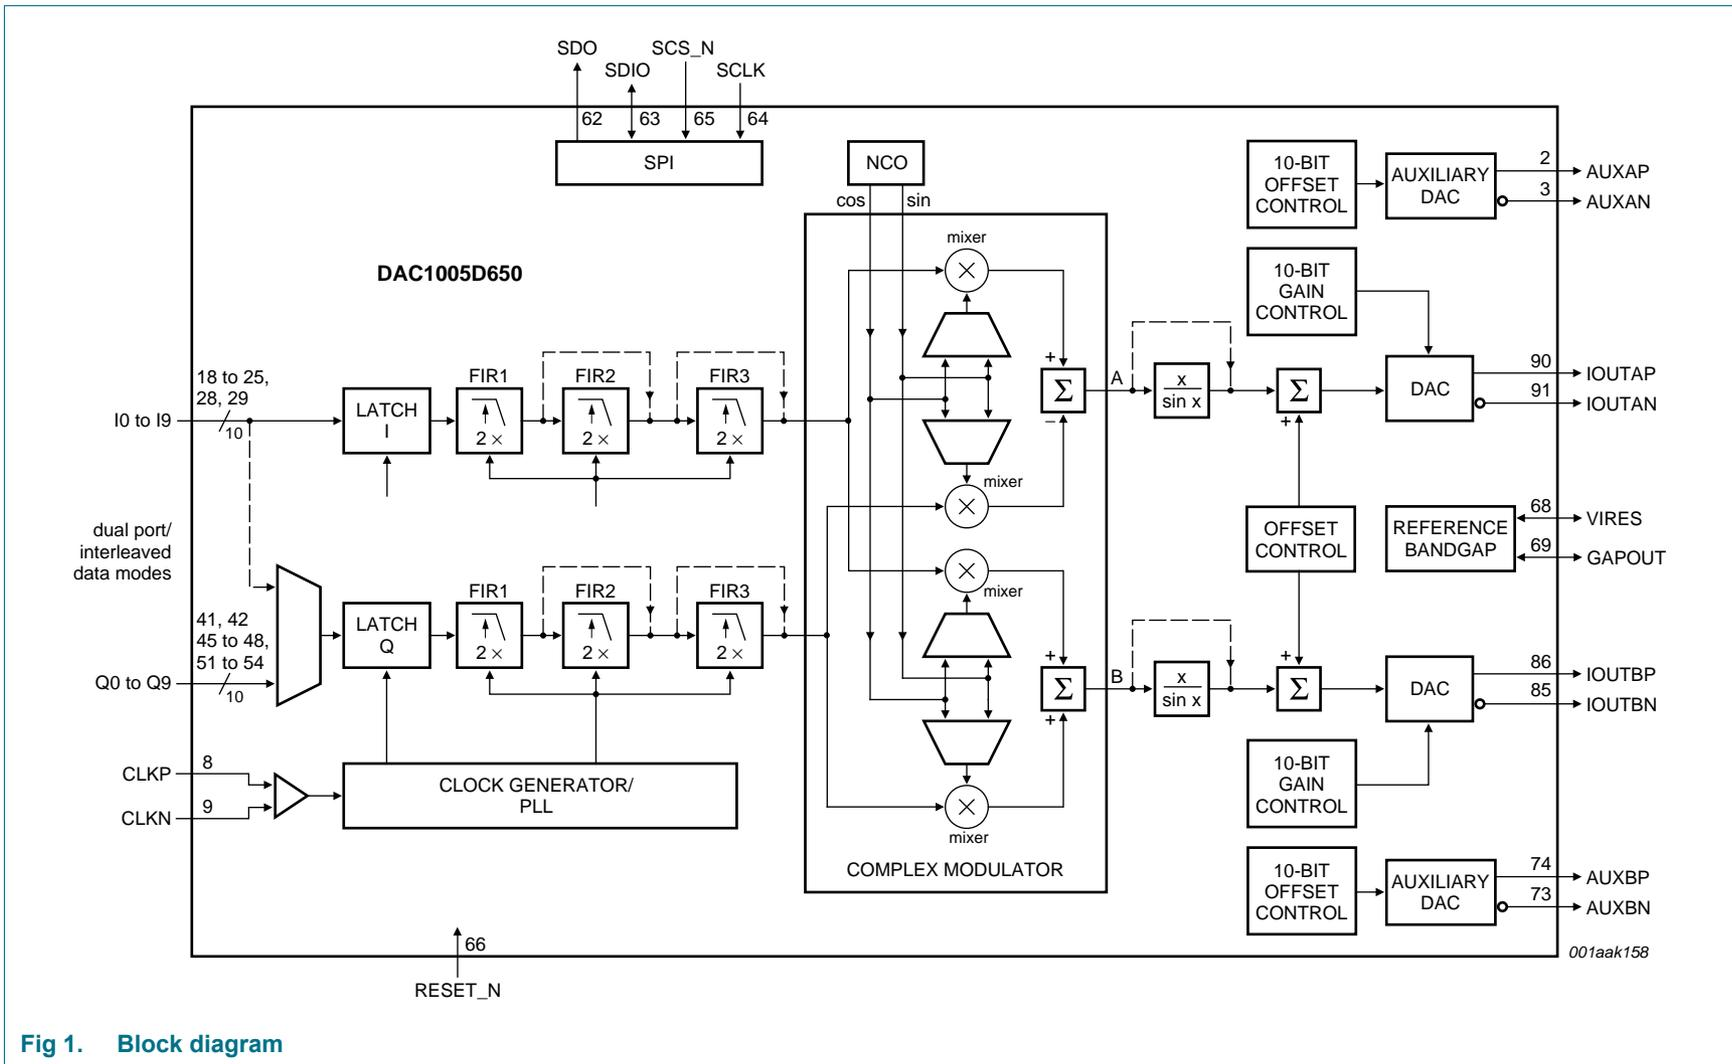 SDO
SCS_N
SDIO
SCLK
62
63
65
64
SPI
NCO
cos
sin
DAC1005D650
mixer
10-BIT
OFFSET
CONTROL
AUXILIARY
DAC
2
AUXAP
3
AUXAN
10-BIT
GAIN
CONTROL
18 to 25,
28, 29
I0 to I9
10
LATCH
I
FIR1
2 ×
FIR2
2 ×
FIR3
2 ×
+
Σ
−
A
x
sin x
Σ
+
DAC
90
IOUTAP
91
IOUTAN
mixer
dual port/
interleaved
data modes
OFFSET
CONTROL
REFERENCE
BANDGAP
68
VIRES
69
GAPOUT
mixer
41, 42
45 to 48,
51 to 54
Q0 to Q9
10
LATCH
Q
FIR1
2 ×
FIR2
2 ×
FIR3
2 ×
+
Σ
+
B
x
sin x
+
Σ
DAC
86
IOUTBP
85
IOUTBN
CLKP
8
CLKN
9
CLOCK GENERATOR/
PLL
mixer
10-BIT
GAIN
CONTROL
COMPLEX MODULATOR
10-BIT
OFFSET
CONTROL
AUXILIARY
DAC
74
AUXBP
73
AUXBN
66
RESET_N
001aak158
Fig 1. Block diagram